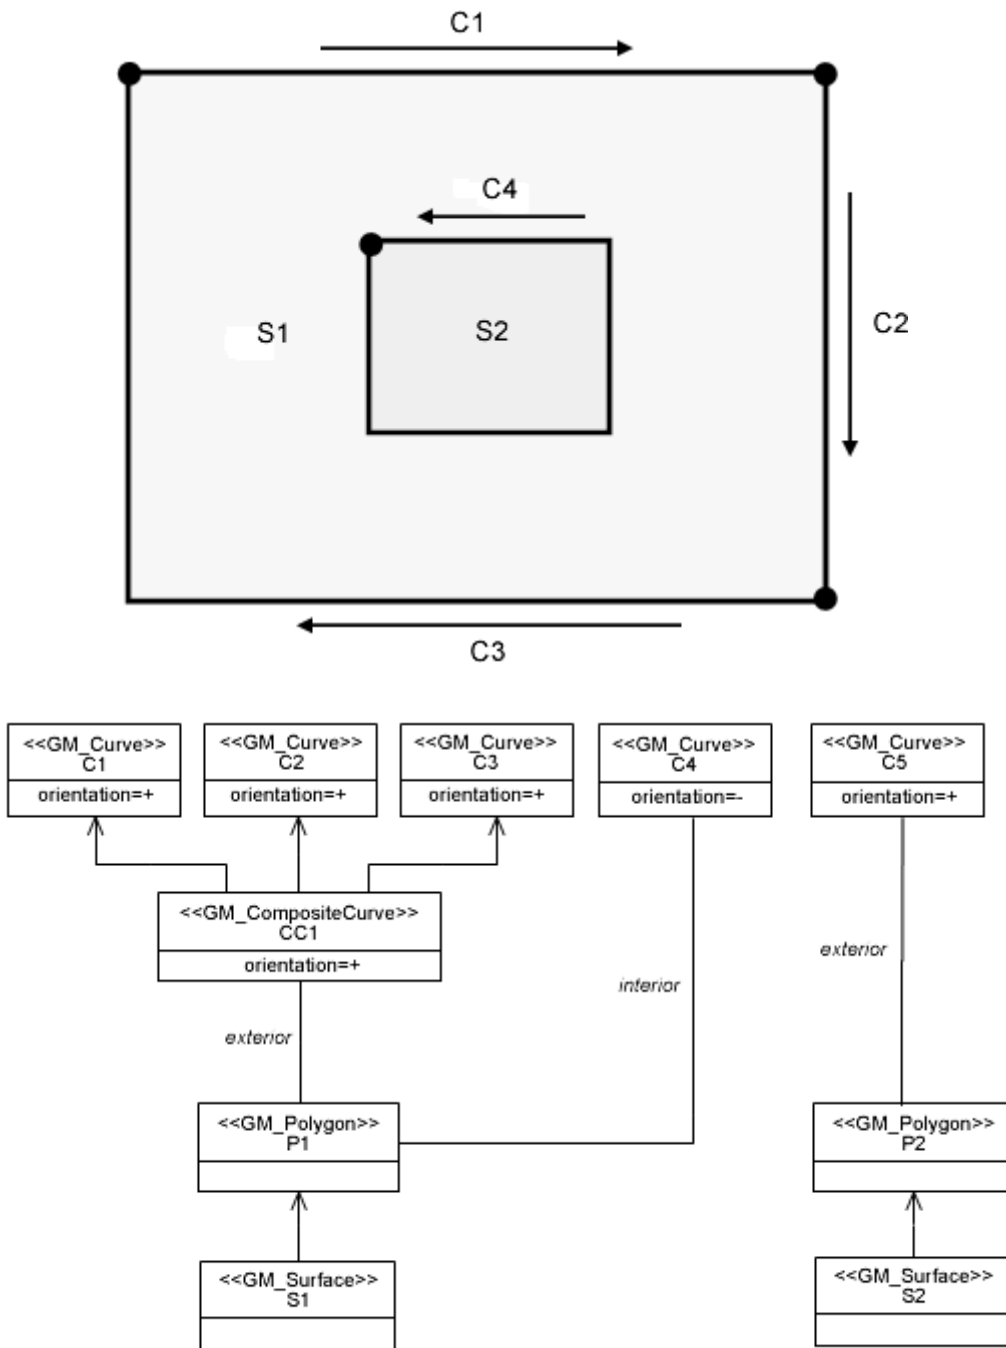 C1
C4
S1
S2
C2
C3
<<GM_Curve>>
C1
orientation=+
<<GM_Curve>>
C2
orientation=+
<<GM_Curve>>
C3
orientation=+
<<GM_Curve>>
C4
orientation=-
<<GM_Curve>>
C5
orientation=+
<<GM_CompositeCurve>>
CC1
orientation=+
exterior
interior
exterior
<<GM_Polygon>>
P1
<<GM_Polygon>>
P2
<<GM_Surface>>
S1
<<GM_Surface>>
S2